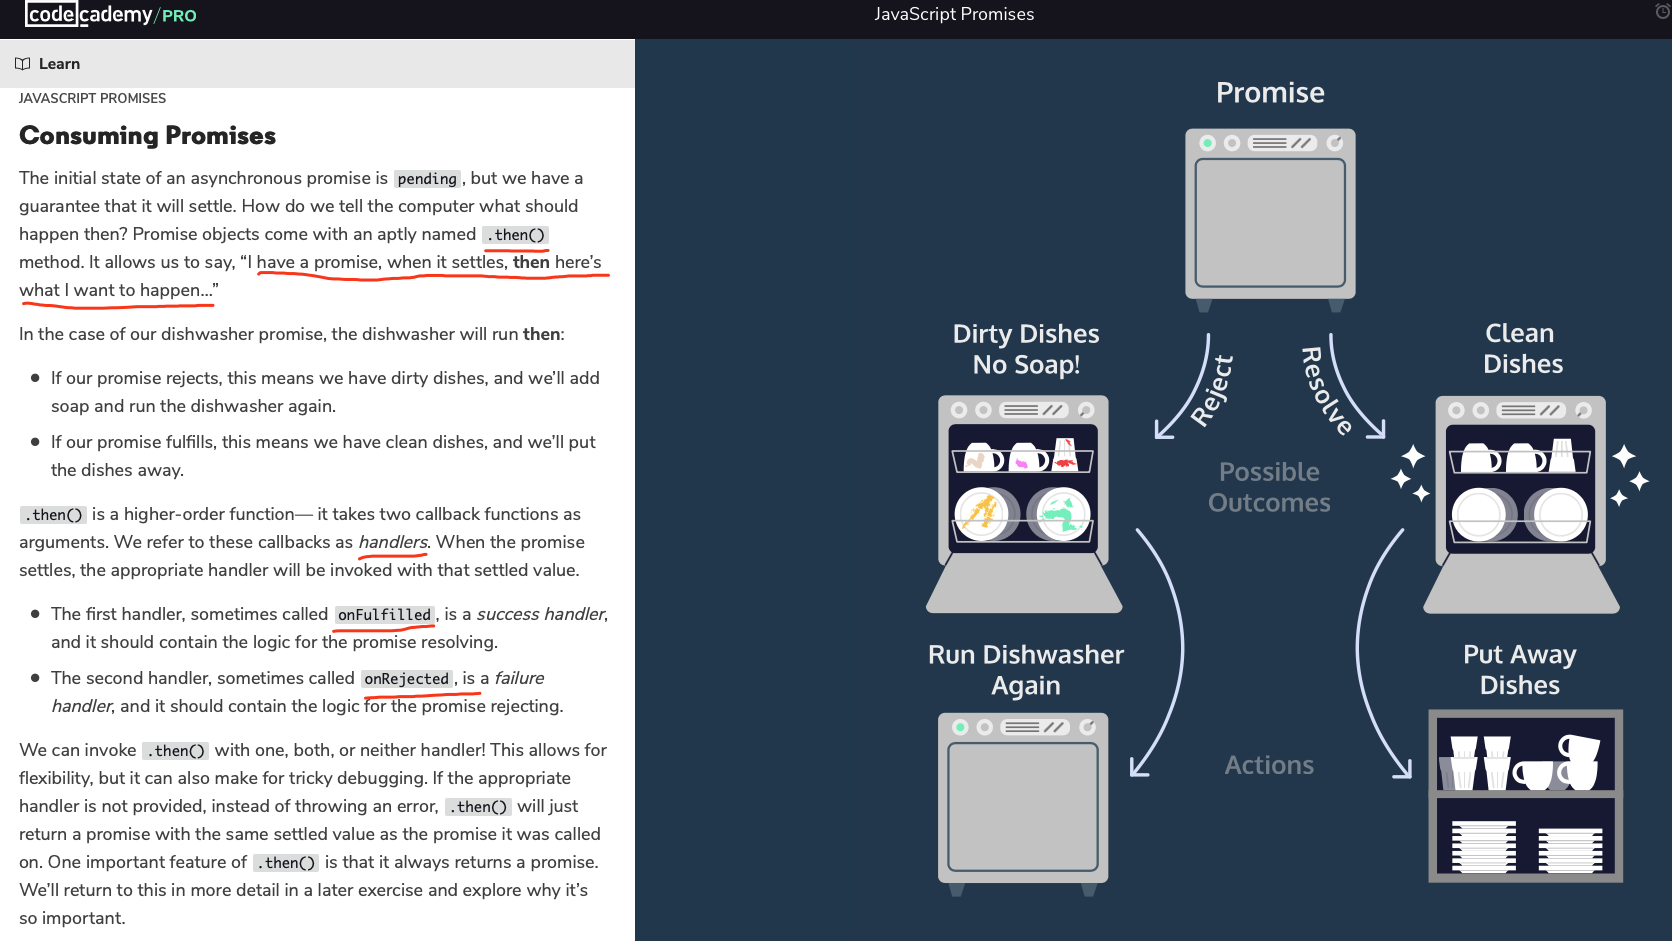 codecademy/PRO
JavaScript Promises
Learn
JAVASCRIPT PROMISES
Consuming Promises
The initial state of an asynchronous promise is pending, but we have a
guarantee that it will settle. How do we tell the computer what should
happen then? Promise objects come with an aptly named .then()
method. It allows us to say, “I have a promise, when it settles, then here’s
what I want to happen…”
In the case of our dishwasher promise, the dishwasher will run then:
● If our promise rejects, this means we have dirty dishes, and we’ll add
soap and run the dishwasher again.
● If our promise fulfills, this means we have clean dishes, and we’ll put
the dishes away.
.then() is a higher-order function— it takes two callback functions as
arguments. We refer to these callbacks as handlers. When the promise
settles, the appropriate handler will be invoked with that settled value.
● The first handler, sometimes called onFulfilled, is a success handler,
and it should contain the logic for the promise resolving.
● The second handler, sometimes called onRejected, is a failure
handler, and it should contain the logic for the promise rejecting.
We can invoke .then() with one, both, or neither handler! This allows for
flexibility, but it can also make for tricky debugging. If the appropriate
handler is not provided, instead of throwing an error, .then() will just
return a promise with the same settled value as the promise it was called
on. One important feature of .then() is that it always returns a promise.
We’ll return to this in more detail in a later exercise and explore why it’s
so important.
Promise
Dirty Dishes
No Soap!
Reject
Resolve
Clean
Dishes
Possible
Outcomes
Run Dishwasher
Again
Put Away
Dishes
Actions